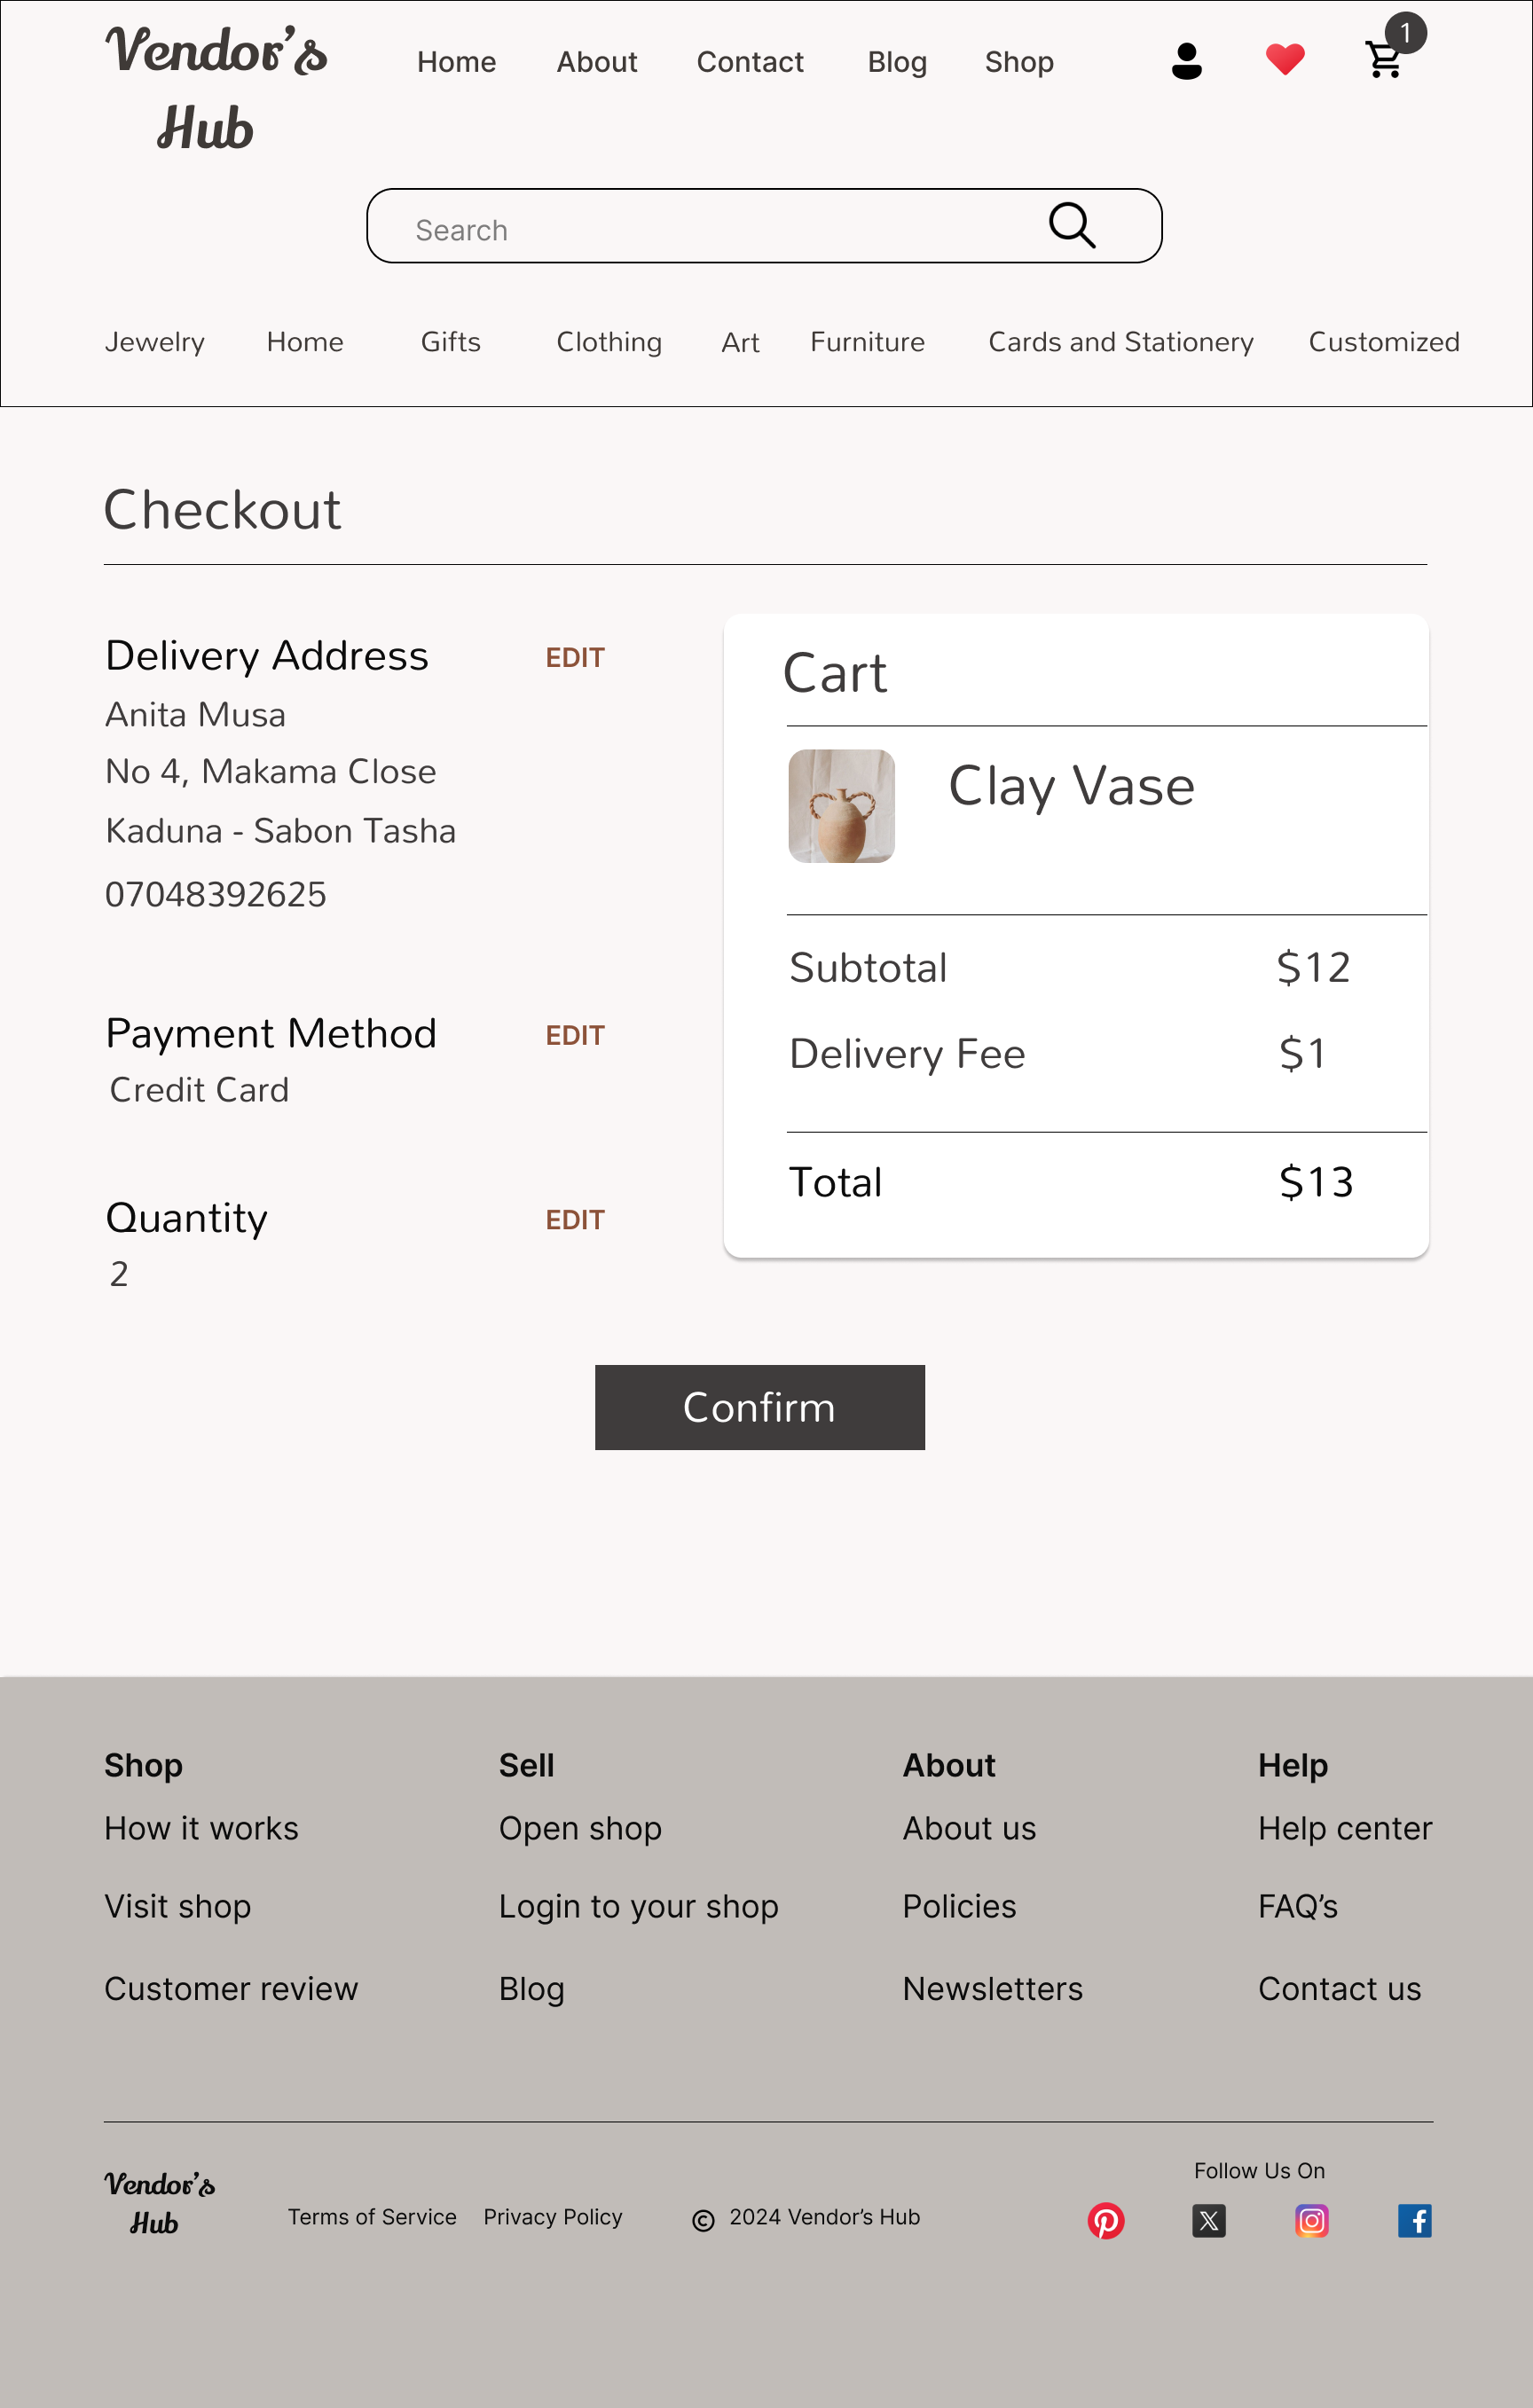 Vendor’s
Hub
Home About Contact Blog Shop
1
Search
Jewelry Home Gifts Clothing Art Furniture Cards and Stationery Customized
Checkout
Delivery Address EDIT
Anita Musa
No 4, Makama Close
Kaduna - Sabon Tasha
07048392625
Payment Method EDIT
Credit Card
Quantity EDIT
2
Cart
Clay Vase
Subtotal $12
Delivery Fee $1
Total $13
Confirm
Shop Sell About Help
How it works Open shop About us Help center
Visit shop Login to your shop Policies FAQ’s
Customer review Blog Newsletters Contact us
Vendor’s
Hub
Terms of Service Privacy Policy © 2024 Vendor’s Hub
Follow Us On